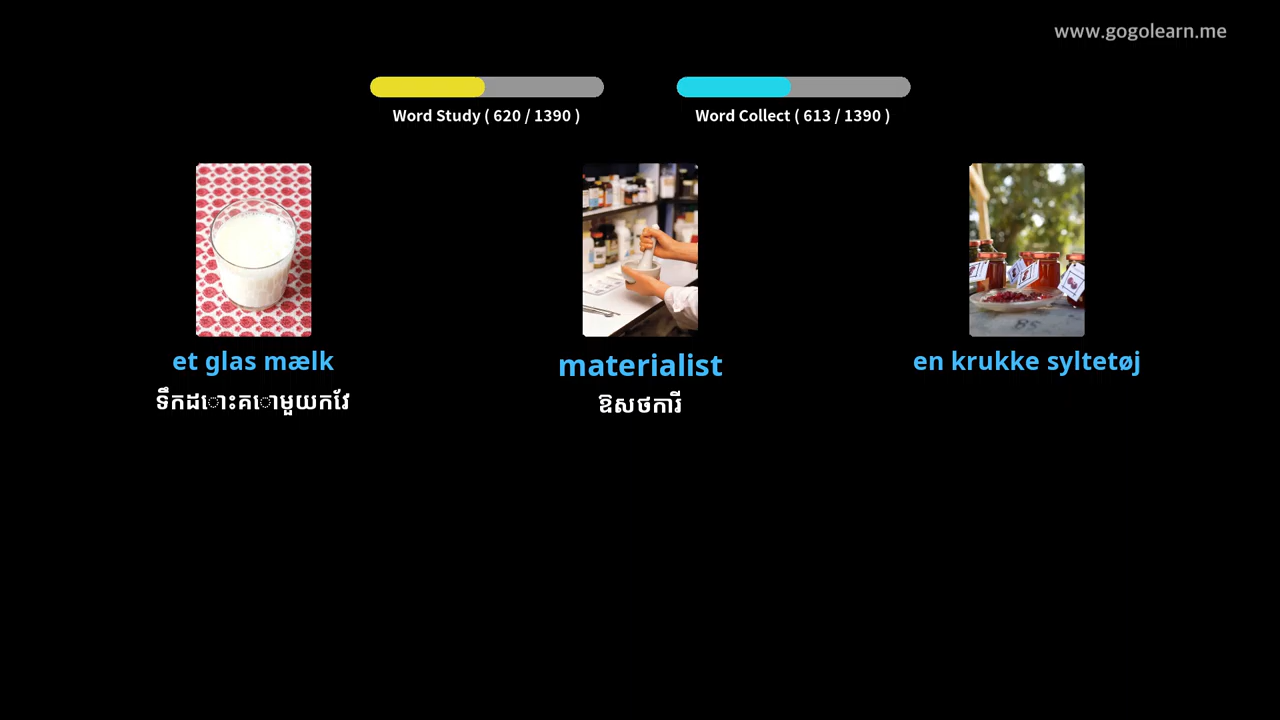 www.gogolearn.me
Word Study ( 620 / 1390 )
Word Collect ( 613 / 1390 )
et glas mælk
ទឹកដោះគោមួយកវែ
materialist
ឱសថការី
en krukke syltetøj